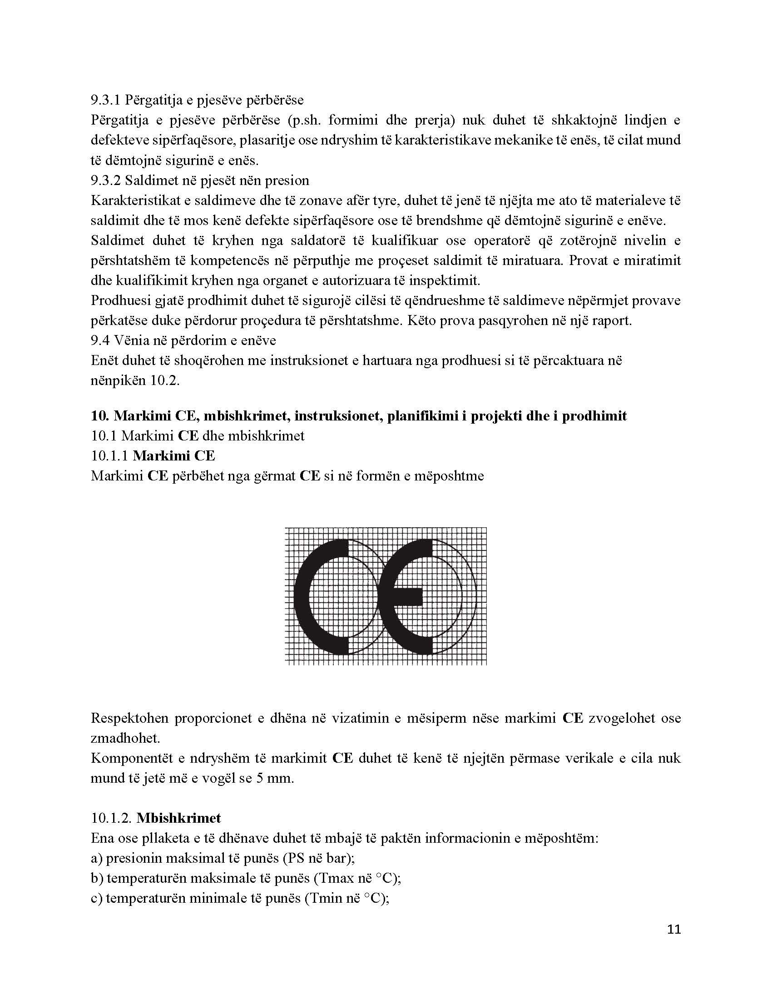 9.3.1 Përgatitja e pjesëve përbërëse
Përgatitja e pjesëve përbërëse (p.sh. formimi dhe prerja) nuk duhet të shkaktojnë lindjen e
defekteve sipërfaqësore, plasaritje ose ndryshim të karakteristikave mekanike të enës, të cilat mund
të dëmtojnë sigurinë e enës.
9.3.2 Saldimet në pjesët nën presion
Karakteristikat e saldimeve dhe të zonave afër tyre, duhet të jenë të njëjta me ato të materialeve të
saldimit dhe të mos kenë defekte sipërfaqësore ose të brendshme që dëmtojnë sigurinë e enëve.
Saldimet duhet të kryhen nga saldatorë të kualifikuar ose operatorë që zotërojnë nivelin e
përshtatshëm të kompetencës në përputhje me proçeset saldimit të miratuara. Provat e miratimit
dhe kualifikimit kryhen nga organet e autorizuara të inspektimit.
Prodhuesi gjatë prodhimit duhet të sigurojë cilësi të qëndrueshme të saldimeve nëpërmjet provave
përkatëse duke përdorur proçedura të përshtatshme. Këto prova pasqyrohen në një raport.
9.4 Vënia në përdorim e enëve
Enët duhet të shoqërohen me instruksionet e hartuara nga prodhuesi si të përcaktuara në
nënpikën 10.2.
10. Markimi CE, mbishkrimet, instruksionet, planifikimi i projekti dhe i prodhimit
10.1 Markimi CE dhe mbishkrimet
10.1.1 Markimi CE
Markimi CE përbëhet nga gërmat CE si në formën e mëposhtme
CE
Respektohen proporcionet e dhëna në vizatimin e mësiperm nëse markimi CE zvogelohet ose
zmadhohet.
Komponentët e ndryshëm të markimit CE duhet të kenë të njejtën përmase verikale e cila nuk
mund të jetë më e vogël se 5 mm.
10.1.2. Mbishkrimet
Ena ose pllaketa e të dhënave duhet të mbajë të paktën informacionin e mëposhtëm:
a) presionin maksimal të punës (PS në bar);
b) temperaturën maksimale të punës (Tmax në °C);
c) temperaturën minimale të punës (Tmin në °C);
11